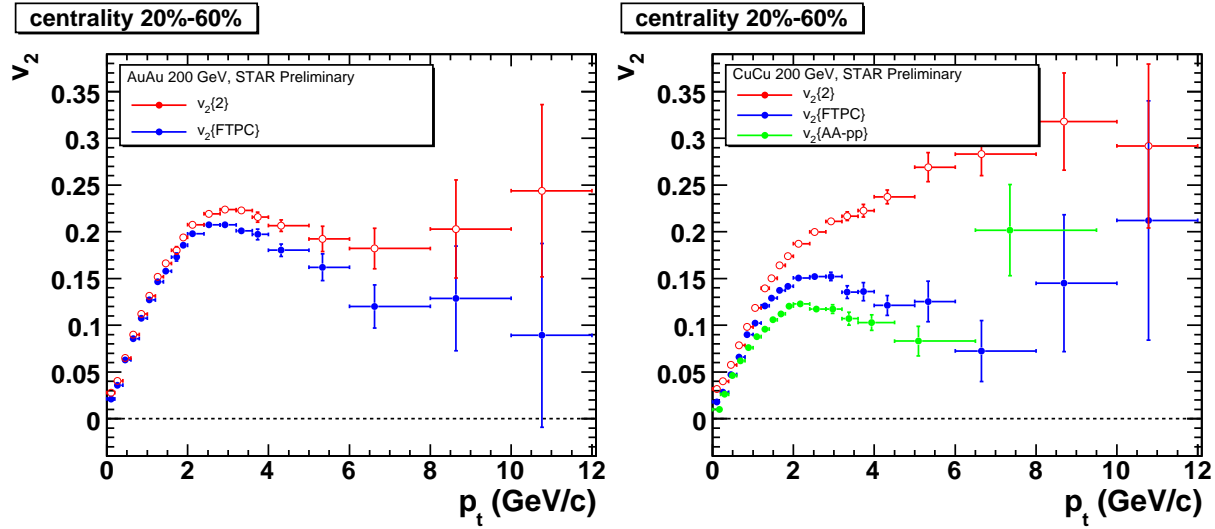 centrality 20%-60%
v2
AuAu 200 GeV, STAR Preliminary
v2{2}
v2{FTPC}
0.35
0.3
0.25
0.2
0.15
0.1
0.05
0
0 2 4 6 8 10 12
pt (GeV/c)
centrality 20%-60%
v2
CuCu 200 GeV, STAR Preliminary
v2{2}
v2{FTPC}
v2{AA-pp}
0.35
0.3
0.25
0.2
0.15
0.1
0.05
0
0 2 4 6 8 10 12
pt (GeV/c)